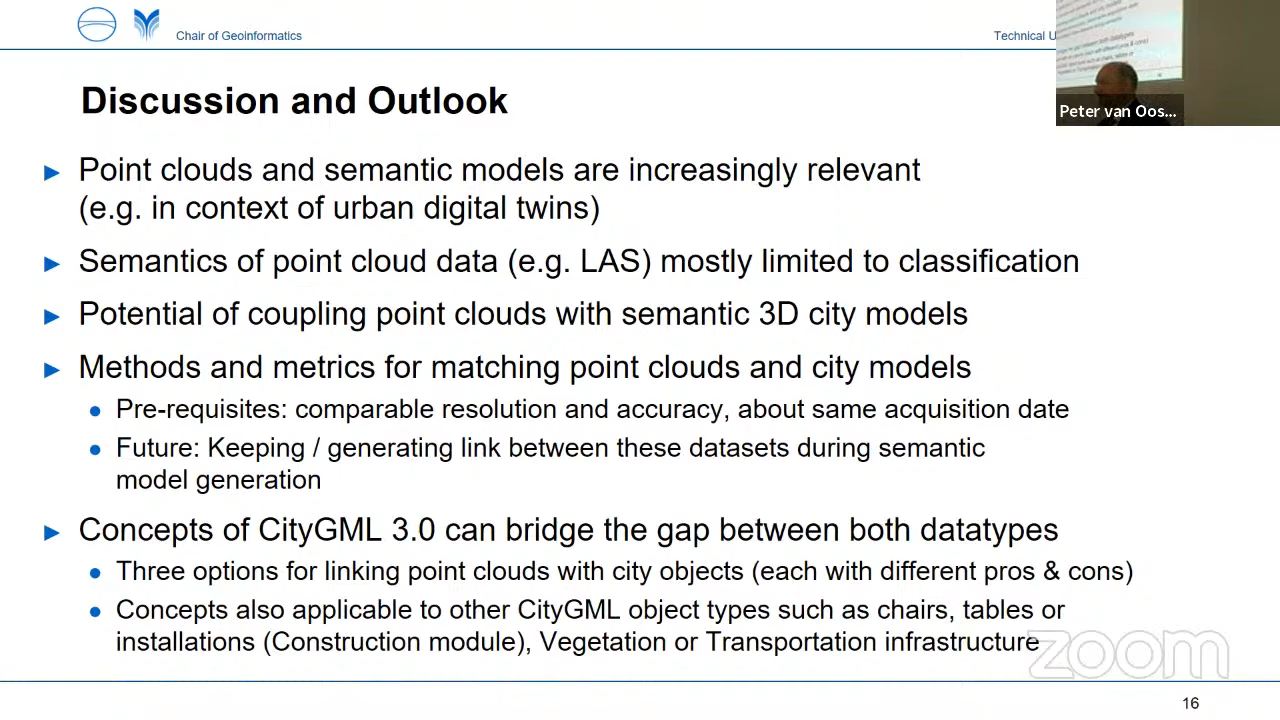 Chair of Geoinformatics
Technical U
Peter van Oos...
Discussion and Outlook
► Point clouds and semantic models are increasingly relevant
(e.g. in context of urban digital twins)
► Semantics of point cloud data (e.g. LAS) mostly limited to classification
► Potential of coupling point clouds with semantic 3D city models
► Methods and metrics for matching point clouds and city models
● Pre-requisites: comparable resolution and accuracy, about same acquisition date
● Future: Keeping / generating link between these datasets during semantic
model generation
► Concepts of CityGML 3.0 can bridge the gap between both datatypes
● Three options for linking point clouds with city objects (each with different pros & cons)
● Concepts also applicable to other CityGML object types such as chairs, tables or
installations (Construction module), Vegetation or Transportation infrastructure
zoom
16